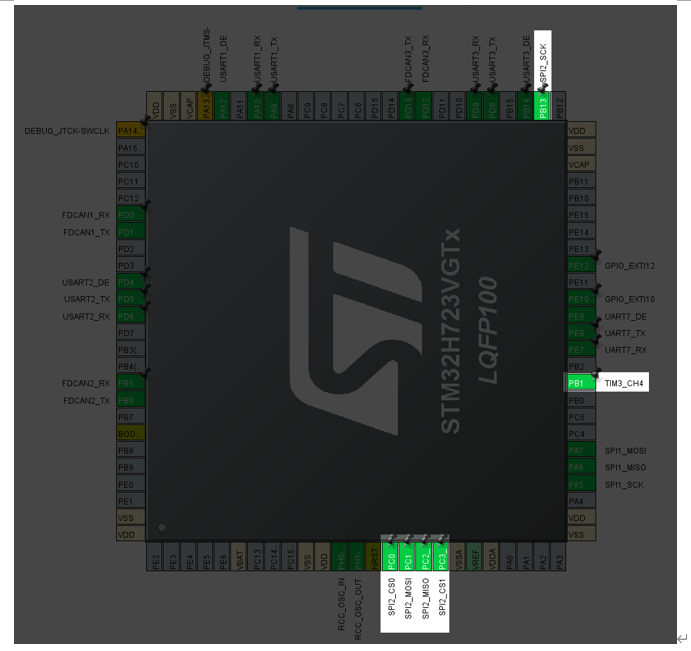 DEBUG_JTMS-
USART1_DE
USART1_RX
USART1_TX
FDCAN3_TX
FDCAN3_RX
USART3_RX
USART3_TX
USART3_DE
SPI2_SCK
VDD
VSS
VCAP
PA13
PA12
PA11
PA10
PA9
PA8
PC9
PC8
PC7
PC6
PD15
PD14
PD13
PD12
PD11
PD10
PD9
PD8
PB15
PB14
PB13
PB12
DEBUG_JTCK-SWCLK
PA14..
PA15..
PC10
PC11
PC12
FDCAN1_RX
PD0
FDCAN1_TX
PD1
PD2
PD3
USART2_DE
PD4
USART2_TX
PD5
USART2_RX
PD6
PD7
PB3(..
PB4(..
FDCAN2_RX
PB5
FDCAN2_TX
PB6
PB7
BOO..
PB8
PB9
PE0
PE1
VSS
VDD
STM32H723VGTx
LQFP100
VDD
VSS
VCAP
PB11
PB10
PE15
PE14
PE13
PE12
GPIO_EXTI12
PE11
PE10
GPIO_EXTI10
PE9
UART7_DE
PE8
UART7_TX
PE7
UART7_RX
PB2
PB1
TIM3_CH4
PB0
PC5
PC4
PA7
SPI1_MOSI
PA6
SPI1_MISO
PA5
SPI1_SCK
PA4
VDD
VSS
PE2
PE3
PE4
PE5
PE6
VBAT
PC13
PC14..
PC15..
VSS
VDD
PH0-..
PH1-..
NRST
PC0
PC1
PC2_..
PC3_..
VSSA
VREF..
VDDA
PA0
PA1
PA2
PA3
RCC_OSC_IN
RCC_OSC_OUT
SPI2_CS0
SPI2_MOSI
SPI2_MISO
SPI2_CS1